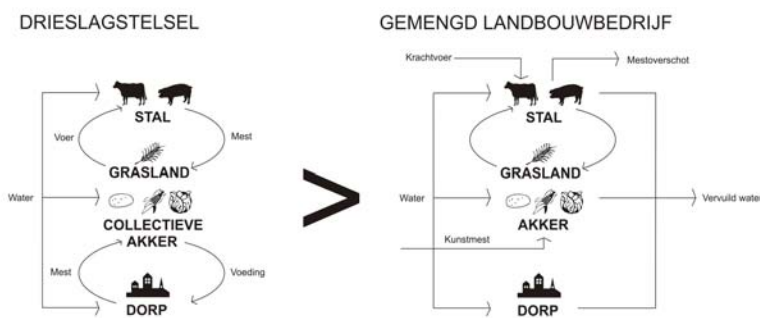 DRIESLAGSTELSEL
STAL
Voer
Mest
GRASLAND
Water
COLLECTIEVE
AKKER
Mest
Voeding
DORP
>
GEMENGD LANDBOUWBEDRIJF
Krachtvoer
Mestoverschot
STAL
GRASLAND
Water
Vervuild water
AKKER
Kunstmest
DORP